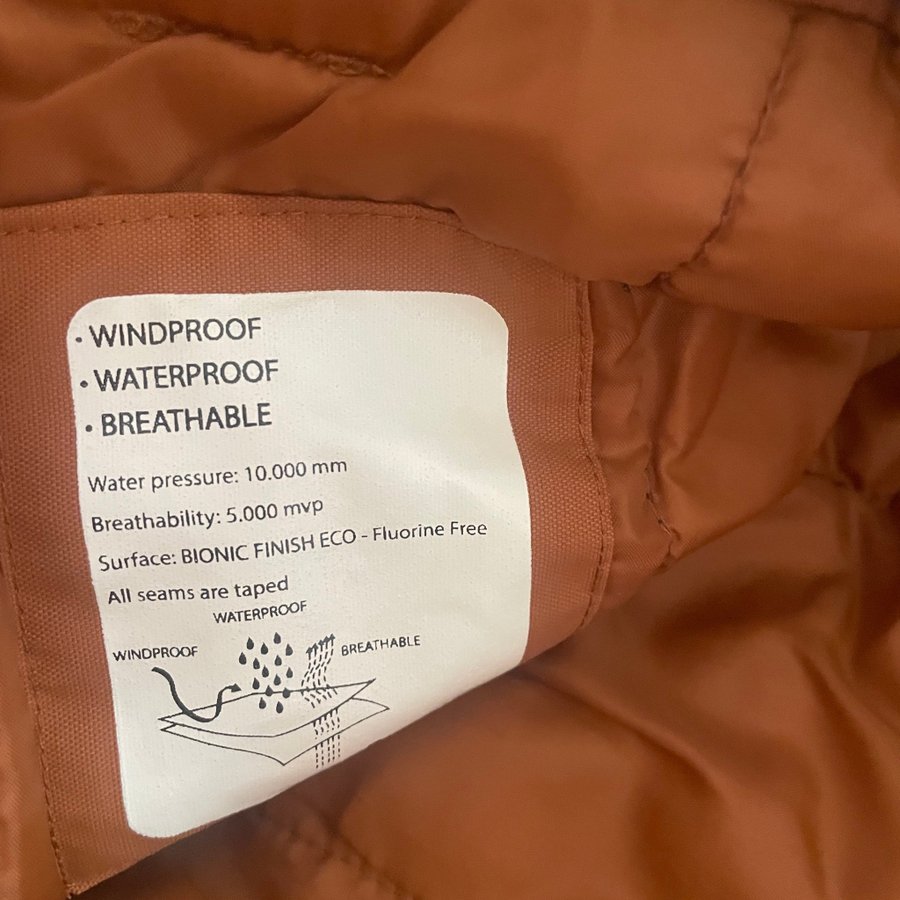 · WINDPROOF
· WATERPROOF
· BREATHABLE
Water pressure: 10.000 mm
Breathability: 5.000 mvp
Surface: BIONIC FINISH ECO - Fluorine Free
All seams are taped
WATERPROOF
WINDPROOF
BREATHABLE